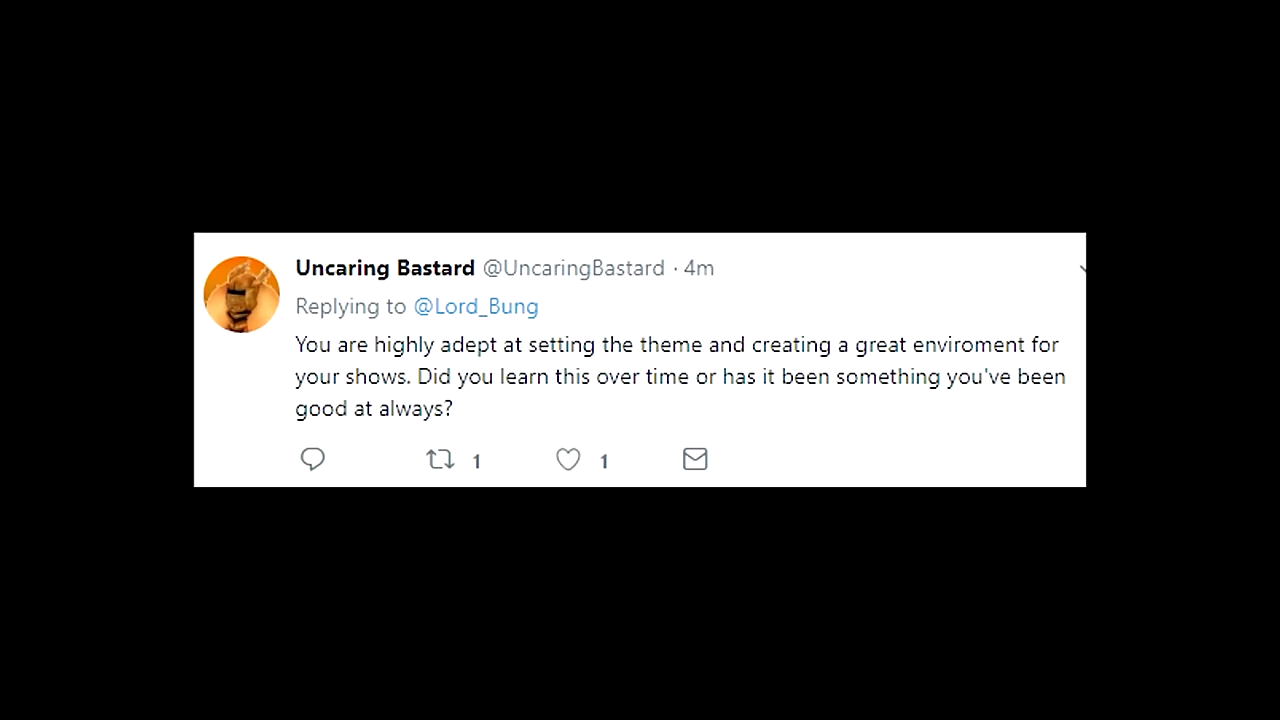 Uncaring Bastard @UncaringBastard · 4m
Replying to @Lord_Bung
You are highly adept at setting the theme and creating a great enviroment for
your shows. Did you learn this over time or has it been something you've been
good at always?
1 1